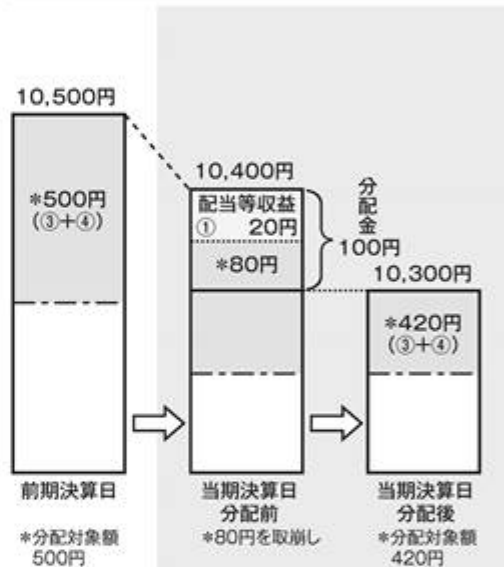 10,500円
*500円
(③+④)
前期決算日
*分配対象額
500円
10,400円
配当等収益
① 20円
*80円
分配金
100円
当期決算日
分配前
*80円を取崩し
10,300円
*420円
(③+④)
当期決算日
分配後
*分配対象額
420円